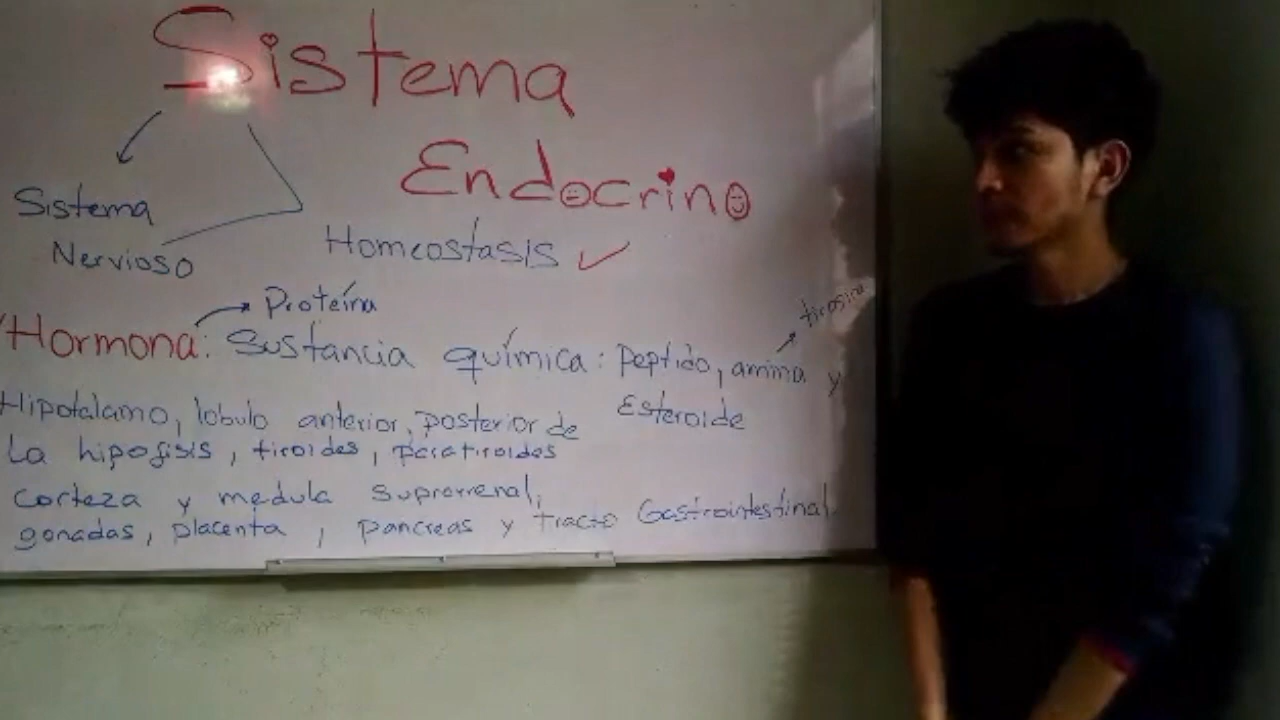 Sistema
Endocrino
Sistema
Nervioso
Homeostasis
Proteína
tirosina
Hormona: Sustancia química: Peptido, amina y
Esteroide
Hipotalamo, lobulo anterior, posterior de
La hipofisis, tiroides, paratiroides
corteza y medula suprarrenal,
gonadas, placenta, pancreas y tracto Gastrointestinal.